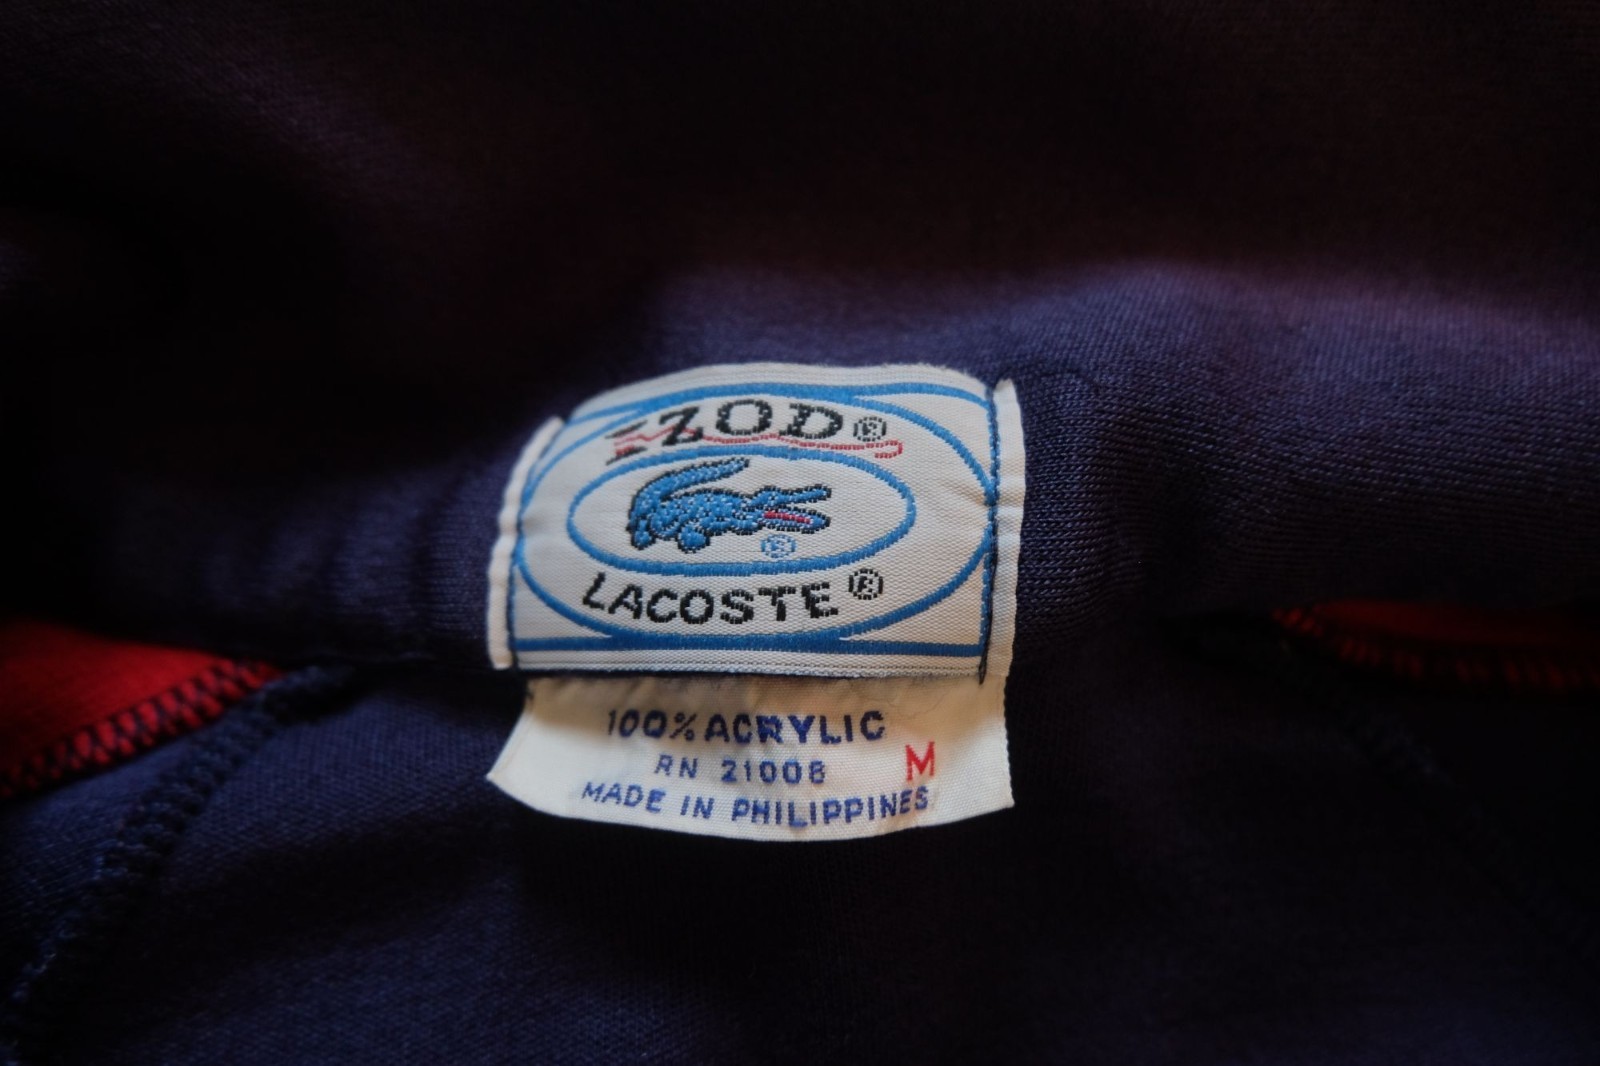 IZOD®
®
LACOSTE®
100% ACRYLIC
RN 21008 M
MADE IN PHILIPPINES